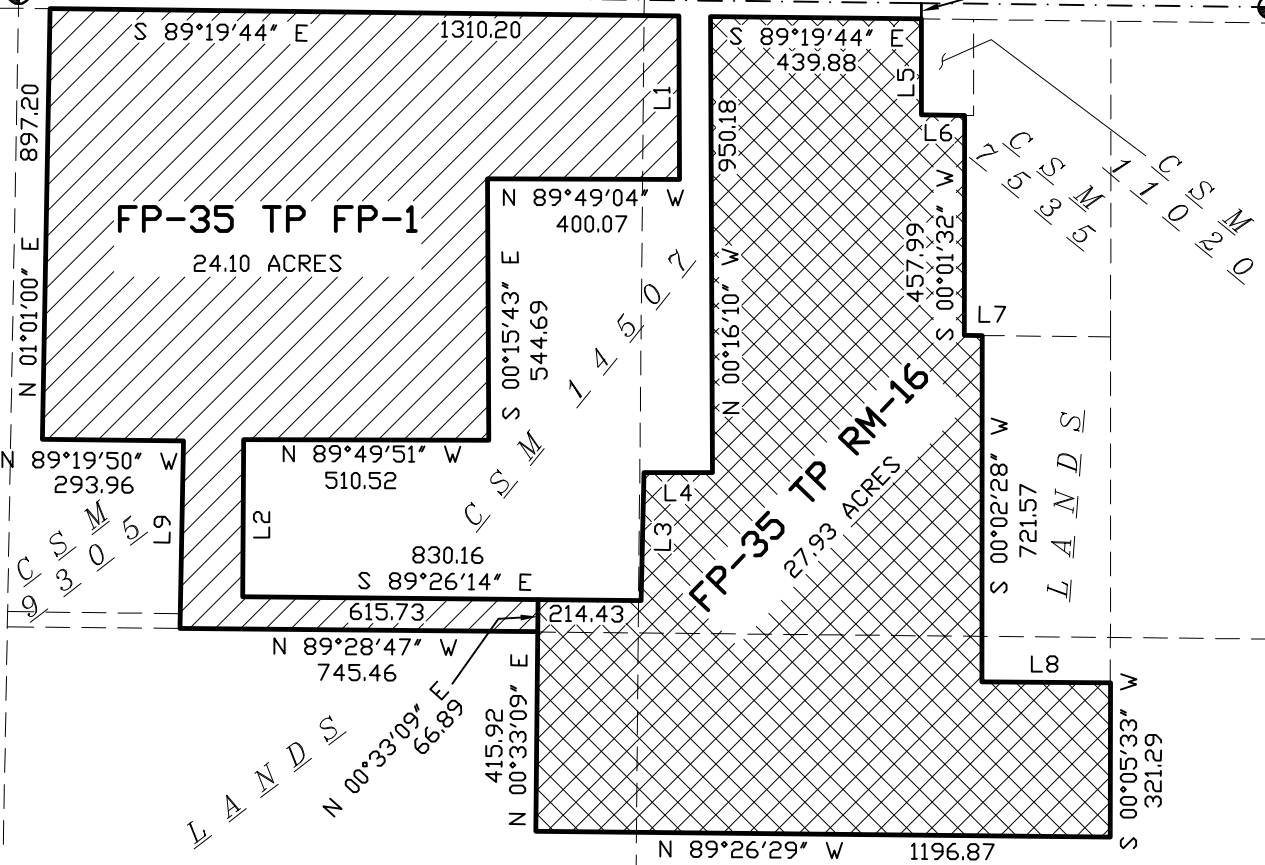 S 89°19'44" E 1310.20
S 89°19'44" E
439.88
897.20
N 01°01'00" E
L1
L5
L6
950.18
N 00°16'10" W
457.99
S 00°01'32" W
C S M
7 5 3 5
C S M
1 1 0 2 0
FP-35 TP FP-1
24.10 ACRES
N 89°49'04" W
400.07
S 00°15'43" E
544.69
C S M 1 4 5 0 7
L7
FP-35 TP RM-16
27.93 ACRES
S 00°02'28" W
721.57
L A N D S
N 89°19'50" W
293.96
N 89°49'51" W
510.52
L4
L3
L2
L9
C S M
9 3 0 5
830.16
S 89°26'14" E
615.73
214.43
N 89°28'47" W
745.46
N 00°33'09" E
66.89
415.92
N 00°33'09" E
L8
S 00°05'33" W
321.29
L A N D S
N 89°26'29" W 1196.87